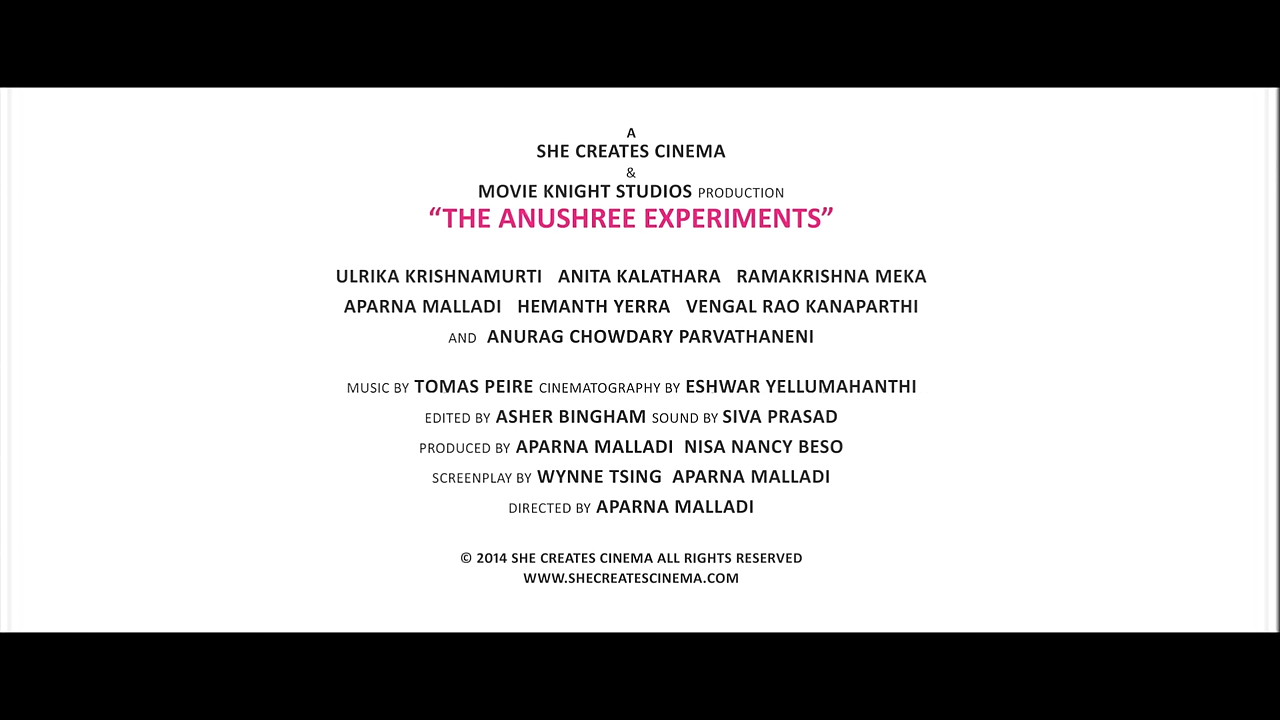 A
SHE CREATES CINEMA
&
MOVIE KNIGHT STUDIOS PRODUCTION
“THE ANUSHREE EXPERIMENTS”
ULRIKA KRISHNAMURTI ANITA KALATHARA RAMAKRISHNA MEKA
APARNA MALLADI HEMANTH YERRA VENGAL RAO KANAPARTHI
AND ANURAG CHOWDARY PARVATHANENI
MUSIC BY TOMAS PEIRE CINEMATOGRAPHY BY ESHWAR YELLUMAHANTHI
EDITED BY ASHER BINGHAM SOUND BY SIVA PRASAD
PRODUCED BY APARNA MALLADI NISA NANCY BESO
SCREENPLAY BY WYNNE TSING APARNA MALLADI
DIRECTED BY APARNA MALLADI
© 2014 SHE CREATES CINEMA ALL RIGHTS RESERVED
WWW.SHECREATESCINEMA.COM